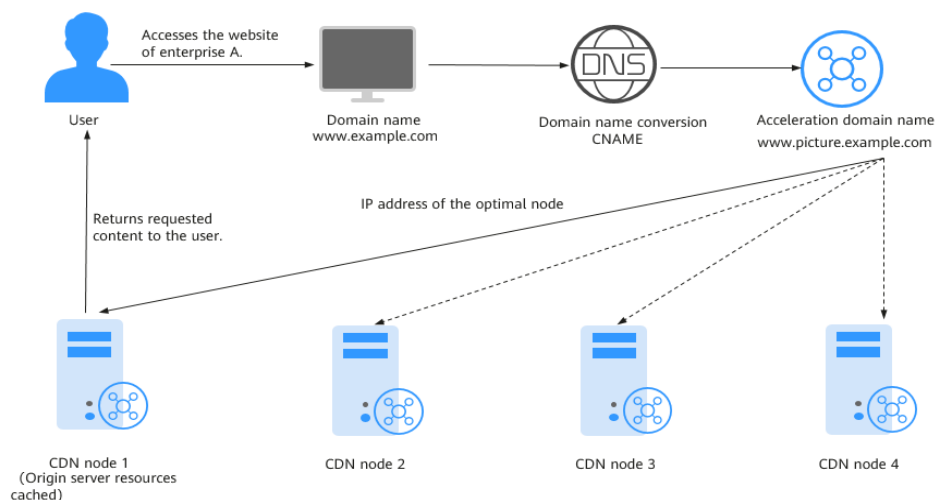 Accesses the website
of enterprise A.
DNS
User
Domain name
www.example.com
Domain name conversion
CNAME
Acceleration domain name
www.picture.example.com
IP address of the optimal node
Returns requested
content to the user.
CDN node 1
（Origin server resources
cached）
CDN node 2
CDN node 3
CDN node 4